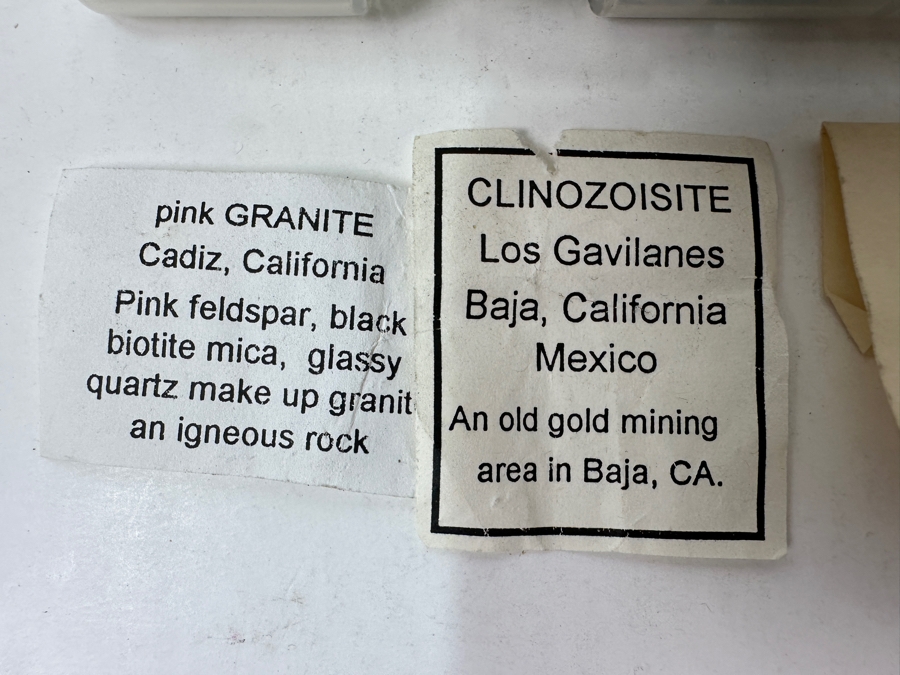 pink GRANITE
Cadiz, California
Pink feldspar, black
biotite mica, glassy
quartz make up granit
an igneous rock
CLINOZOISITE
Los Gavilanes
Baja, California
Mexico
An old gold mining
area in Baja, CA.